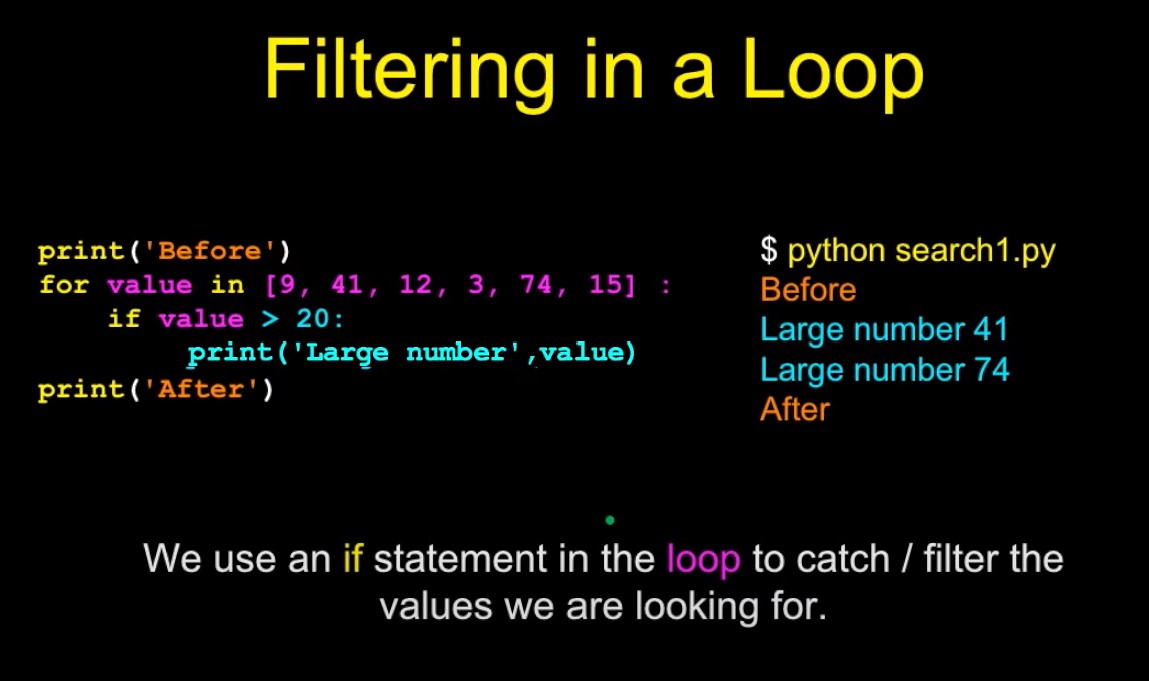 Filtering in a Loop
print('Before')
for value in [9, 41, 12, 3, 74, 15] :
    if value > 20:
        print('Large number',value)
print('After')
$ python search1.py
Before
Large number 41
Large number 74
After
We use an if statement in the loop to catch / filter the
values we are looking for.